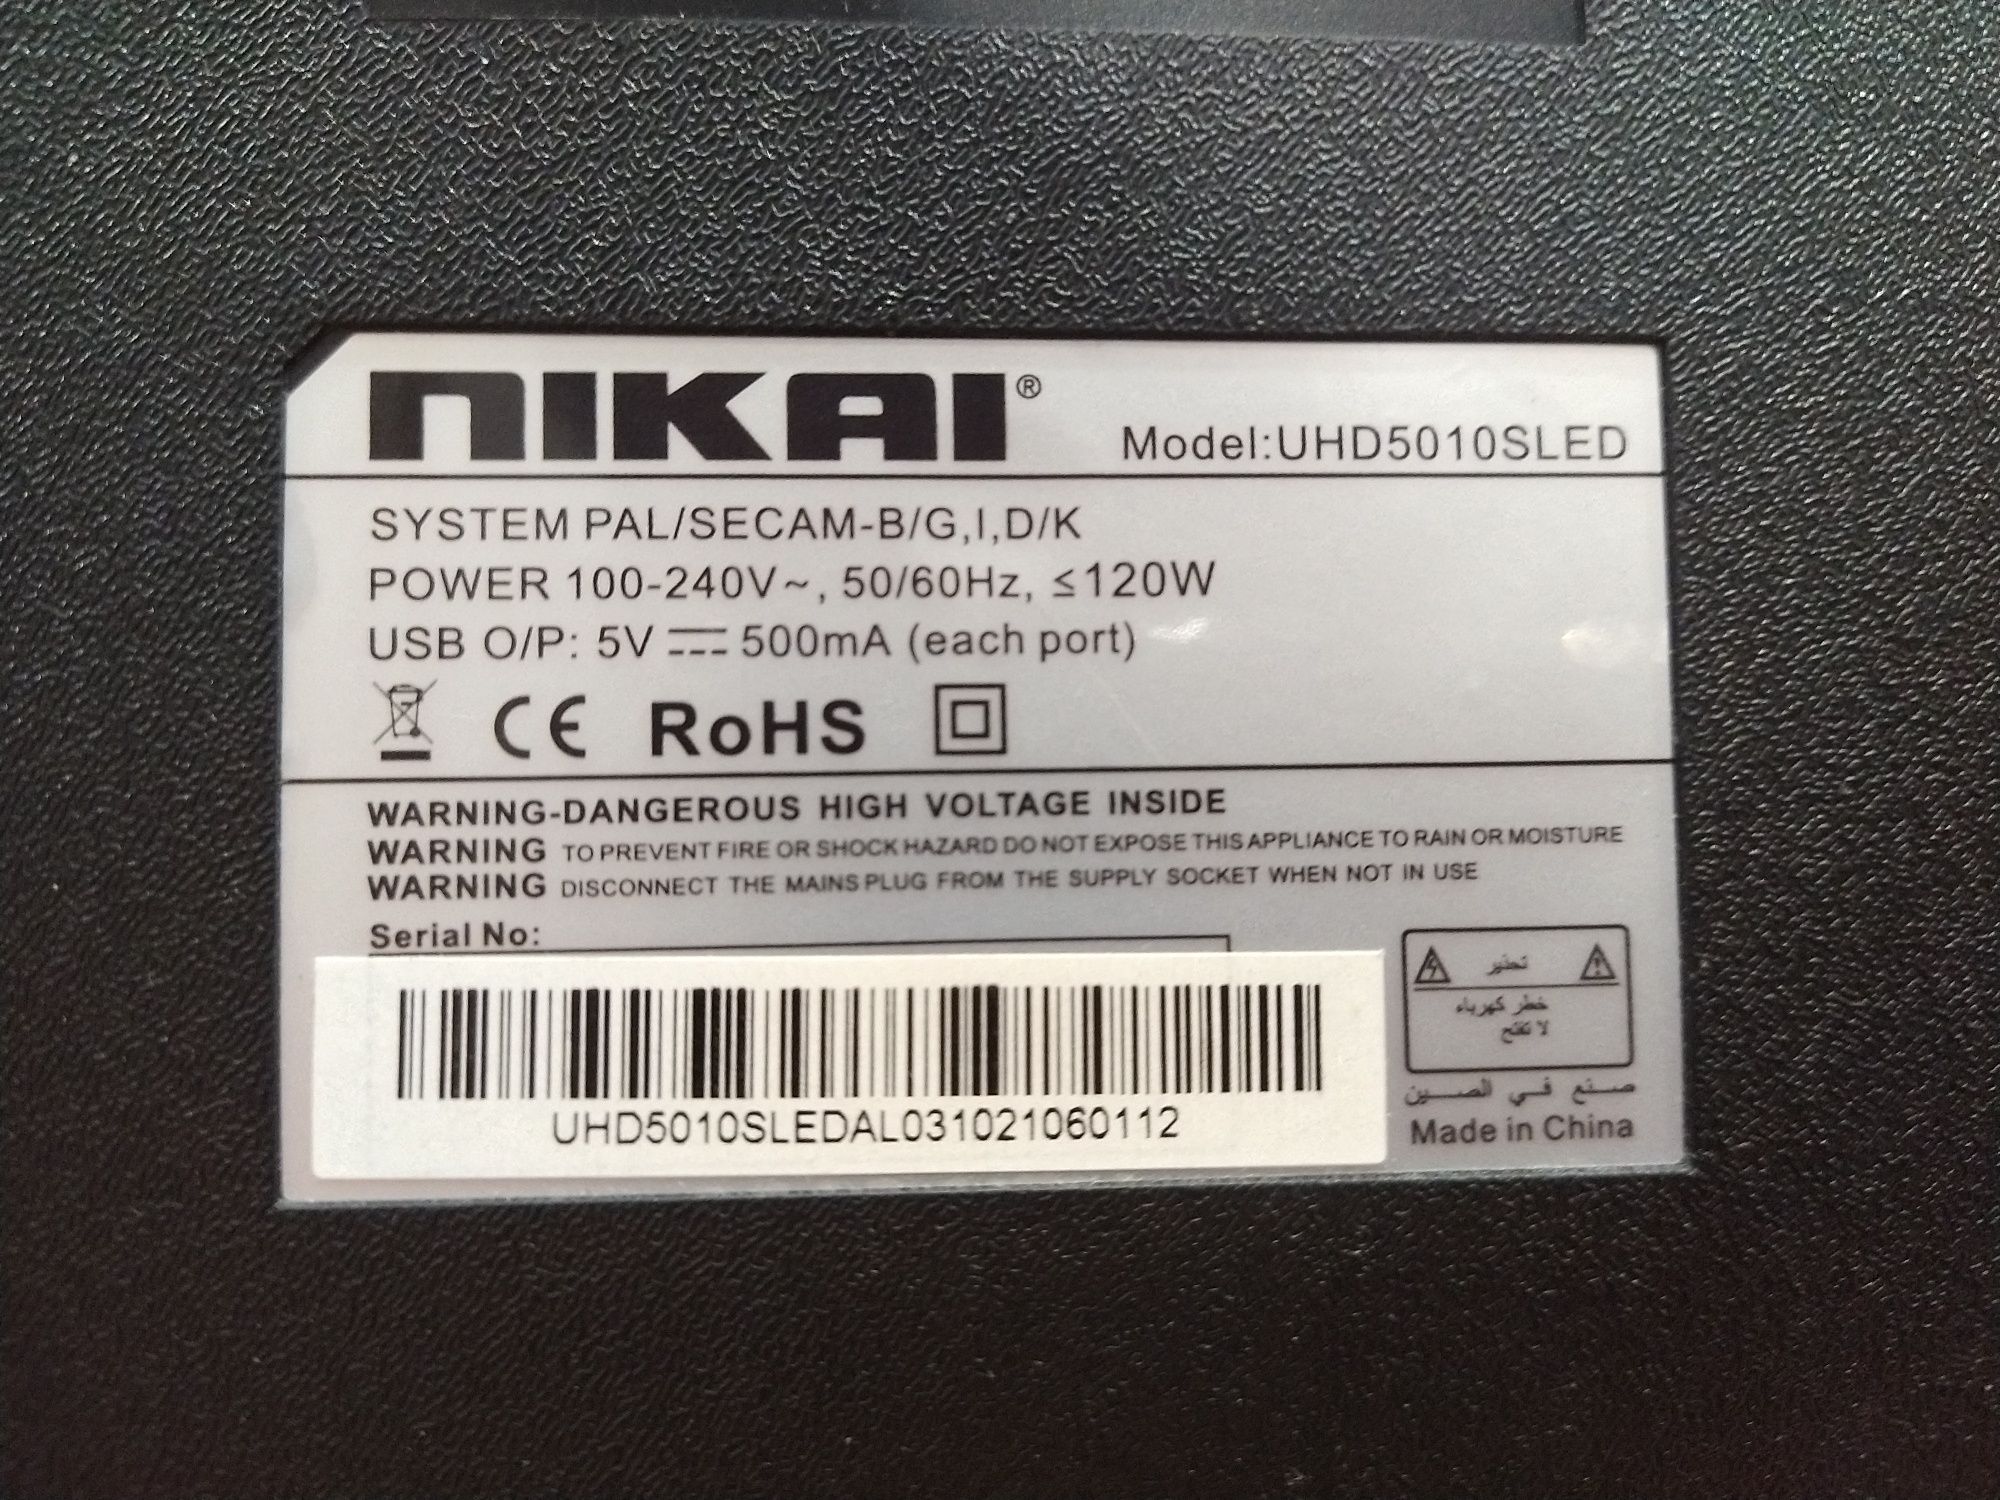 NIKAI®
Model:UHD5010SLED
SYSTEM PAL/SECAM-B/G,I,D/K
POWER 100-240V~, 50/60Hz, ≤120W
USB O/P: 5V ⎓ 500mA (each port)
CE RoHS
WARNING-DANGEROUS HIGH VOLTAGE INSIDE
WARNING TO PREVENT FIRE OR SHOCK HAZARD DO NOT EXPOSE THIS APPLIANCE TO RAIN OR MOISTURE
WARNING DISCONNECT THE MAINS PLUG FROM THE SUPPLY SOCKET WHEN NOT IN USE
Serial No:
UHD5010SLEDAL031021060112
تحذير
خطر كهرباء
لا تفتح
صنع في الصين
Made in China